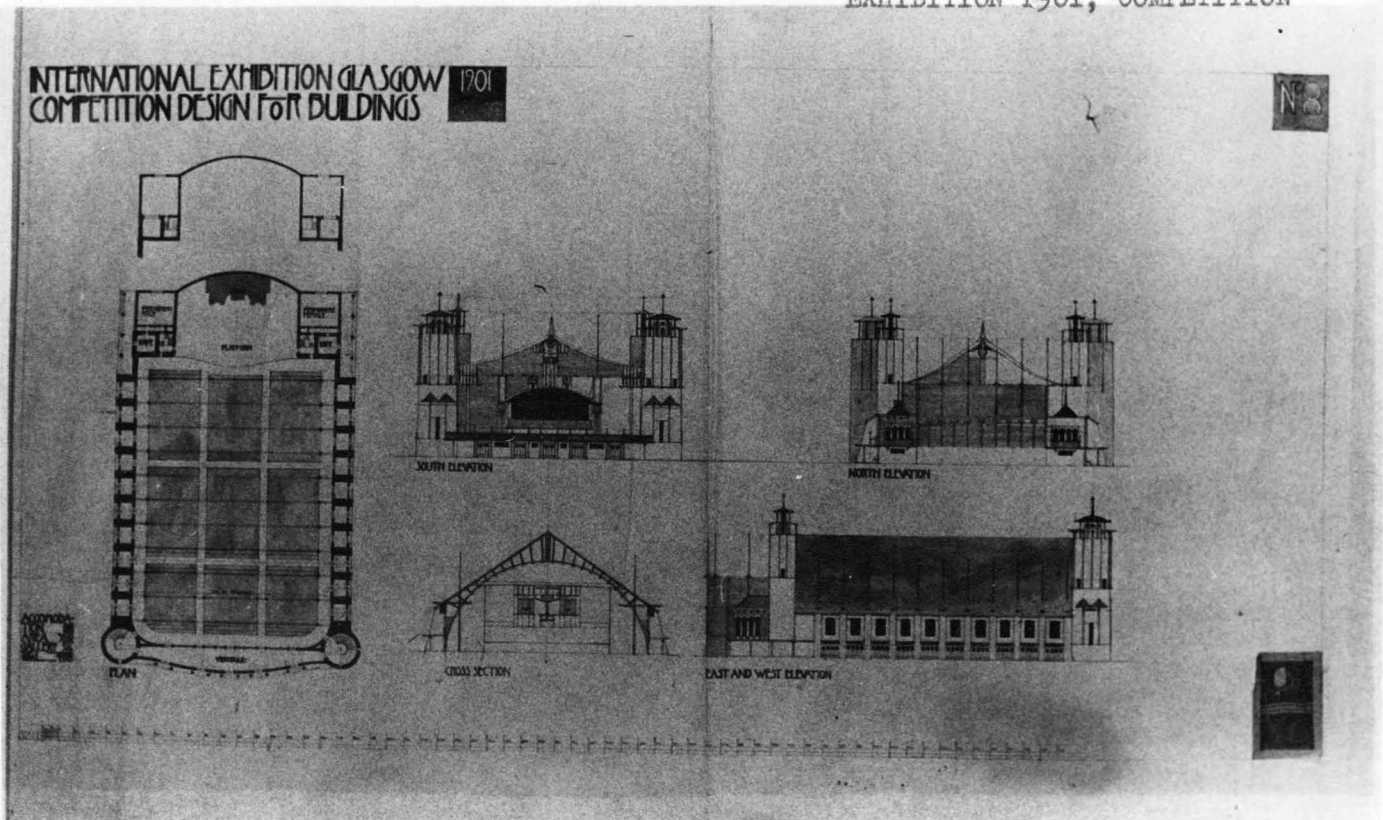 EXHIBITION 1901, COMPETITION
INTERNATIONAL EXHIBITION GLASGOW
COMPETITION DESIGN FOR BUILDINGS
1901
Nº 8
PLATFORM
SOUTH ELEVATION
NORTH ELEVATION
VESTIBULE
PLAN
CROSS SECTION
EAST AND WEST ELEVATION